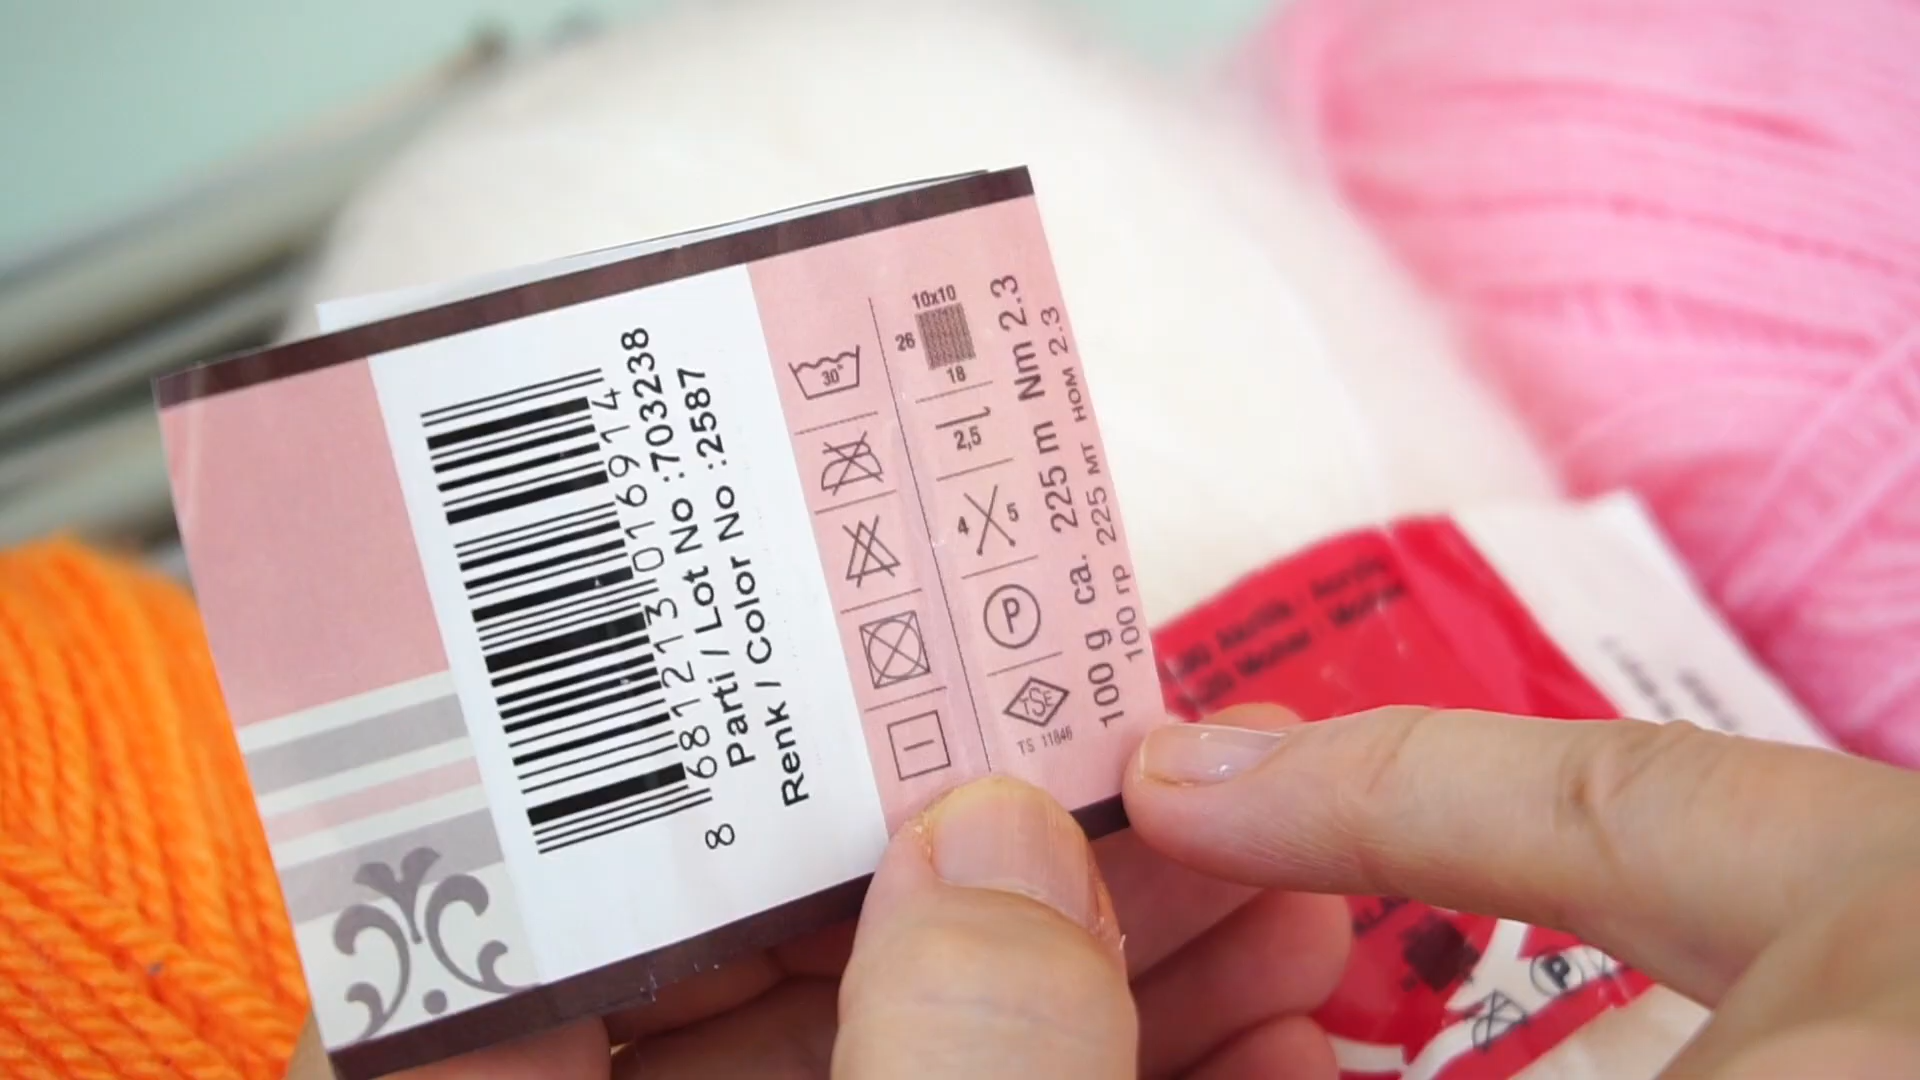 8 681213 016914
Parti / Lot No :703238
Renk / Color No :2587
30°
10x10
26
18
2,5
4 5
P
TSE
TS 11846
100 g ca. 225 m Nm 2.3
100 гр 225 мт ном 2.3
P